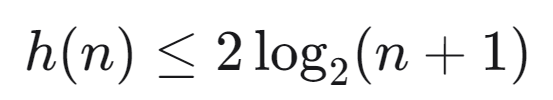 h(n) ≤ 2 log₂(n + 1)